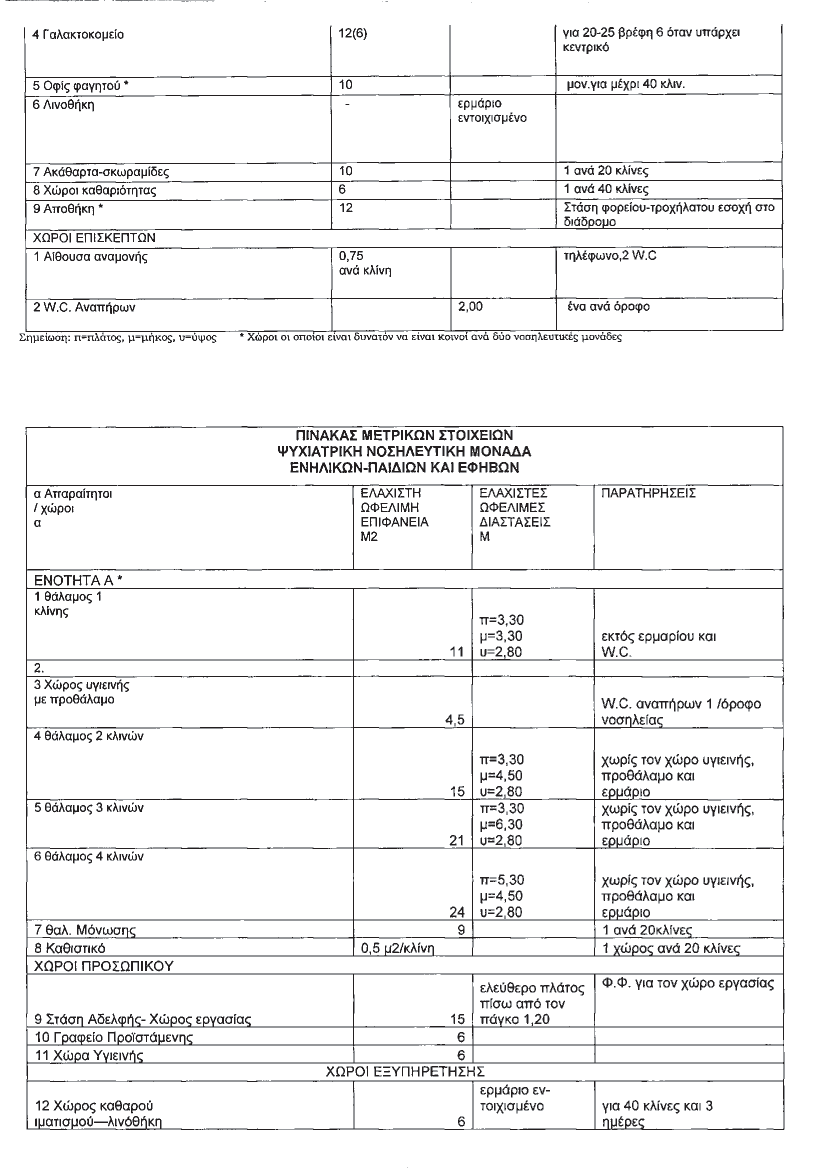 4 Γαλακτοκομείο 12(6) για 20-25 βρέφη 6 όταν υπάρχει
κεντρικό
5 Οφίς φαγητού * 10 μον.για μέχρι 40 κλιν.
6 Λινοθήκη - ερμάριο
εντοιχισμένο
7 Ακάθαρτα-σκωραμίδες 10 1 ανά 20 κλίνες
8 Χώροι καθαριότητας 6 1 ανά 40 κλίνες
9 Αποθήκη * 12 Στάση φορείου-τροχήλατου εσοχή στο
διάδρομο
ΧΩΡΟΙ ΕΠΙΣΚΕΠΤΩΝ
1 Αίθουσα αναμονής 0,75 τηλέφωνο,2 W.C
ανά κλίνη
2 W.C. Αναπήρων 2,00 ένα ανά όροφο
Σημείωση: π=πλάτος, μ=μήκος, υ=ύψος * Χώροι οι οποίοι είναι δυνατόν να είναι κοινοί ανά δύο νοσηλευτικές μονάδες
ΠΙΝΑΚΑΣ ΜΕΤΡΙΚΩΝ ΣΤΟΙΧΕΙΩΝ
ΨΥΧΙΑΤΡΙΚΗ ΝΟΣΗΛΕΥΤΙΚΗ ΜΟΝΑΔΑ
ΕΝΗΛΙΚΩΝ-ΠΑΙΔΙΩΝ ΚΑΙ ΕΦΗΒΩΝ
α Απαραίτητοι ΕΛΑΧΙΣΤΗ ΕΛΑΧΙΣΤΕΣ ΠΑΡΑΤΗΡΗΣΕΙΣ
/ χώροι ΩΦΕΛΙΜΗ ΩΦΕΛΙΜΕΣ
α ΕΠΙΦΑΝΕΙΑ ΔΙΑΣΤΑΣΕΙΣ
Μ2 Μ
ΕΝΟΤΗΤΑ Α *
1 θάλαμος 1
κλίνης
π=3,30
μ=3,30 εκτός ερμαρίου και
11 υ=2,80 W.C.
2.
3 Χώρος υγιεινής
με προθάλαμο
W.C. αναπήρων 1 /όροφο
4,5 νοσηλείας
4 θάλαμος 2 κλινών
π=3,30 χωρίς τον χώρο υγιεινής,
μ=4,50 προθάλαμο και
15 υ=2,80 ερμάριο
5 θάλαμος 3 κλινών π=3,30 χωρίς τον χώρο υγιεινής,
μ=6,30 προθάλαμο και
21 υ=2,80 ερμάριο
6 θάλαμος 4 κλινών
π=5,30 χωρίς τον χώρο υγιεινής,
μ=4,50 προθάλαμο και
24 υ=2,80 ερμάριο
7 θαλ. Μόνωσης 9 1 ανά 20κλίνες
8 Καθιστικό 0,5 μ2/κλίνη 1 χώρος ανά 20 κλίνες
ΧΩΡΟΙ ΠΡΟΣΩΠΙΚΟΥ
ελεύθερο πλάτος Φ.Φ. για τον χώρο εργασίας
πίσω από τον
9 Στάση Αδελφής- Χώρος εργασίας 15 πάγκο 1,20
10 Γραφείο Προϊστάμενης 6
11 Χώρα Υγιεινής 6
ΧΩΡΟΙ ΕΞΥΠΗΡΕΤΗΣΗΣ
ερμάριο εν-
12 Χώρος καθαρού τοιχισμένο για 40 κλίνες και 3
ιματισμού—λινόθήκη 6 ημέρες